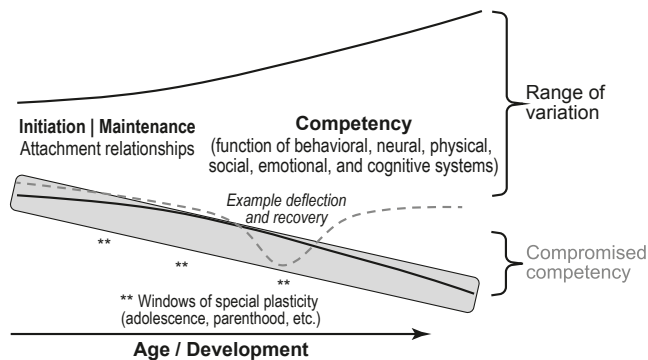 Range of
variation
Initiation | Maintenance
Attachment relationships
Competency
(function of behavioral, neural, physical,
social, emotional, and cognitive systems)
Example deflection
and recovery
**
**
**
Compromised
competency
** Windows of special plasticity
(adolescence, parenthood, etc.)
Age / Development